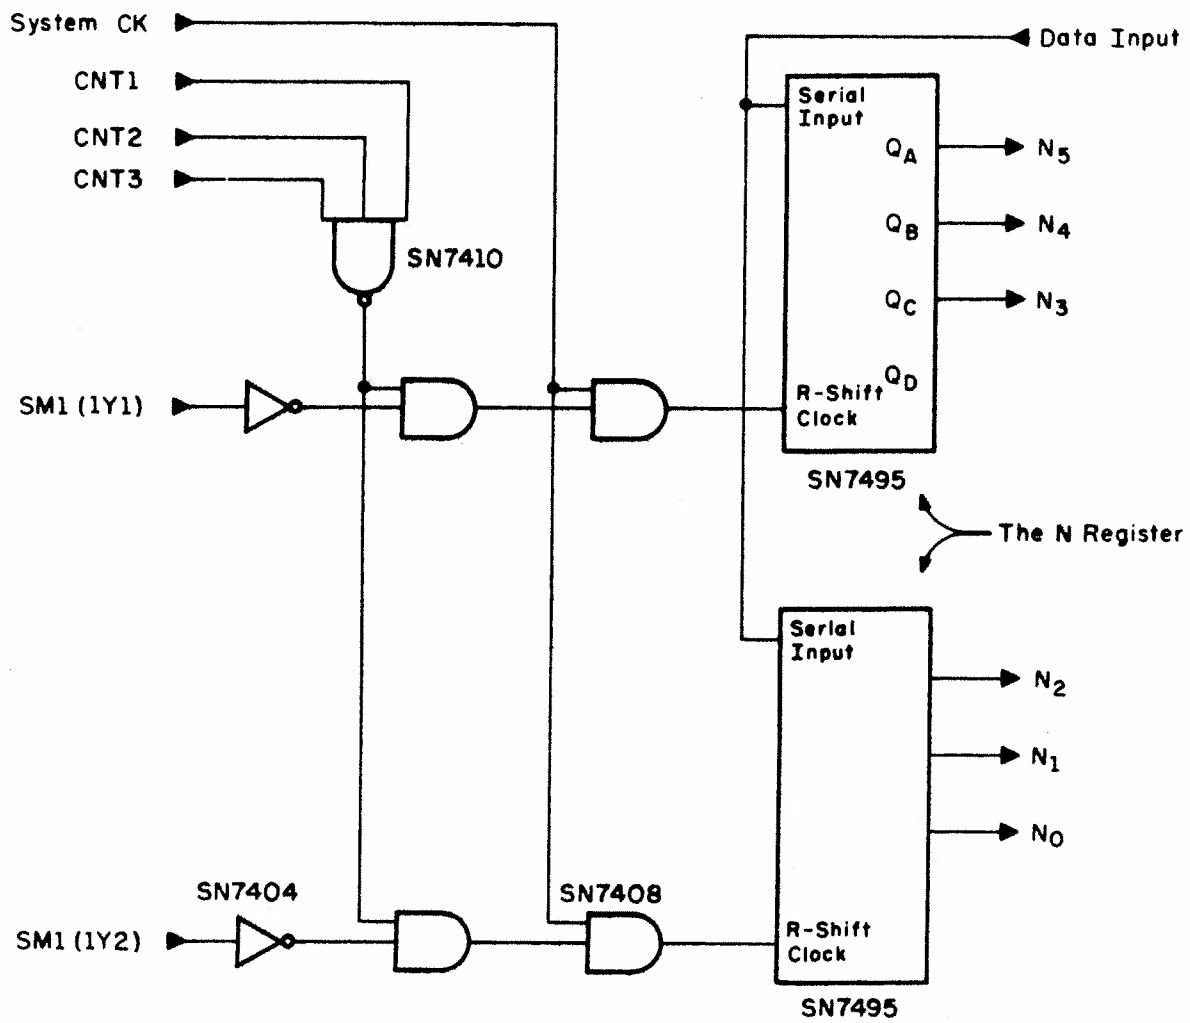 System CK
Data Input
CNT1
CNT2
CNT3
Serial
Input
QA
N5
QB
N4
SN7410
QC
N3
QD
R-Shift
Clock
SM1 (1Y1)
SN7495
The N Register
Serial
Input
N2
N1
N0
SN7404
SN7408
SM1 (1Y2)
R-Shift
Clock
SN7495